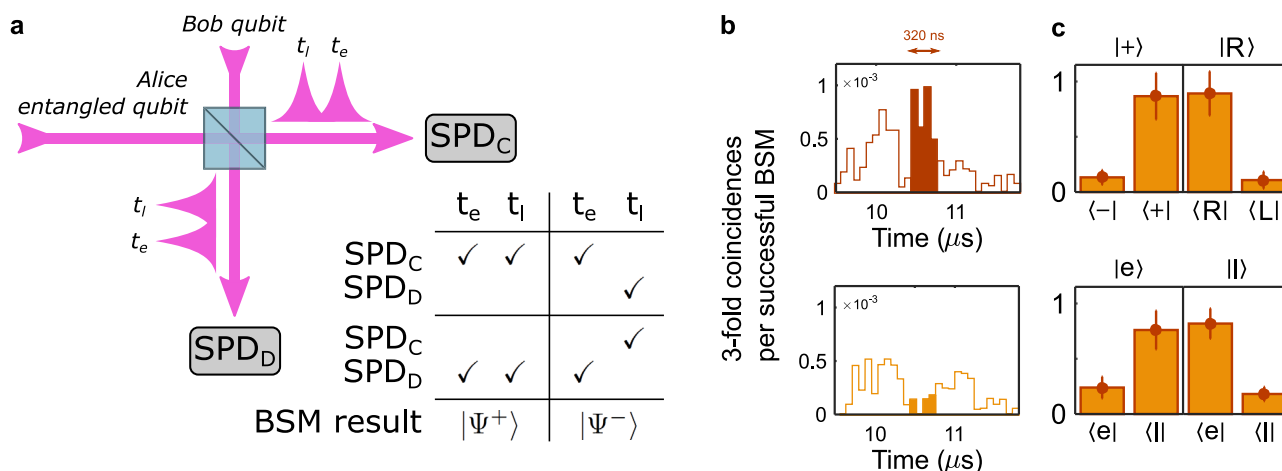 a
Bob qubit
t_l t_e
Alice
entangled qubit
SPD_C
t_l
t_e
SPD_D
t_e t_l t_e t_l
SPD_C ✓ ✓ ✓
SPD_D ✓
SPD_C ✓
SPD_D ✓ ✓ ✓
BSM result |Ψ⁺⟩ |Ψ⁻⟩
b
3-fold coincidences
per successful BSM
320 ns
1 ×10⁻³
0.5
0
10 11
Time (μs)
1 ×10⁻³
0.5
0
10 11
Time (μs)
c
|+⟩ |R⟩
1
0
⟨−| ⟨+| ⟨R| ⟨L|
|e⟩ |l⟩
1
0
⟨e| ⟨l| ⟨e| ⟨l|